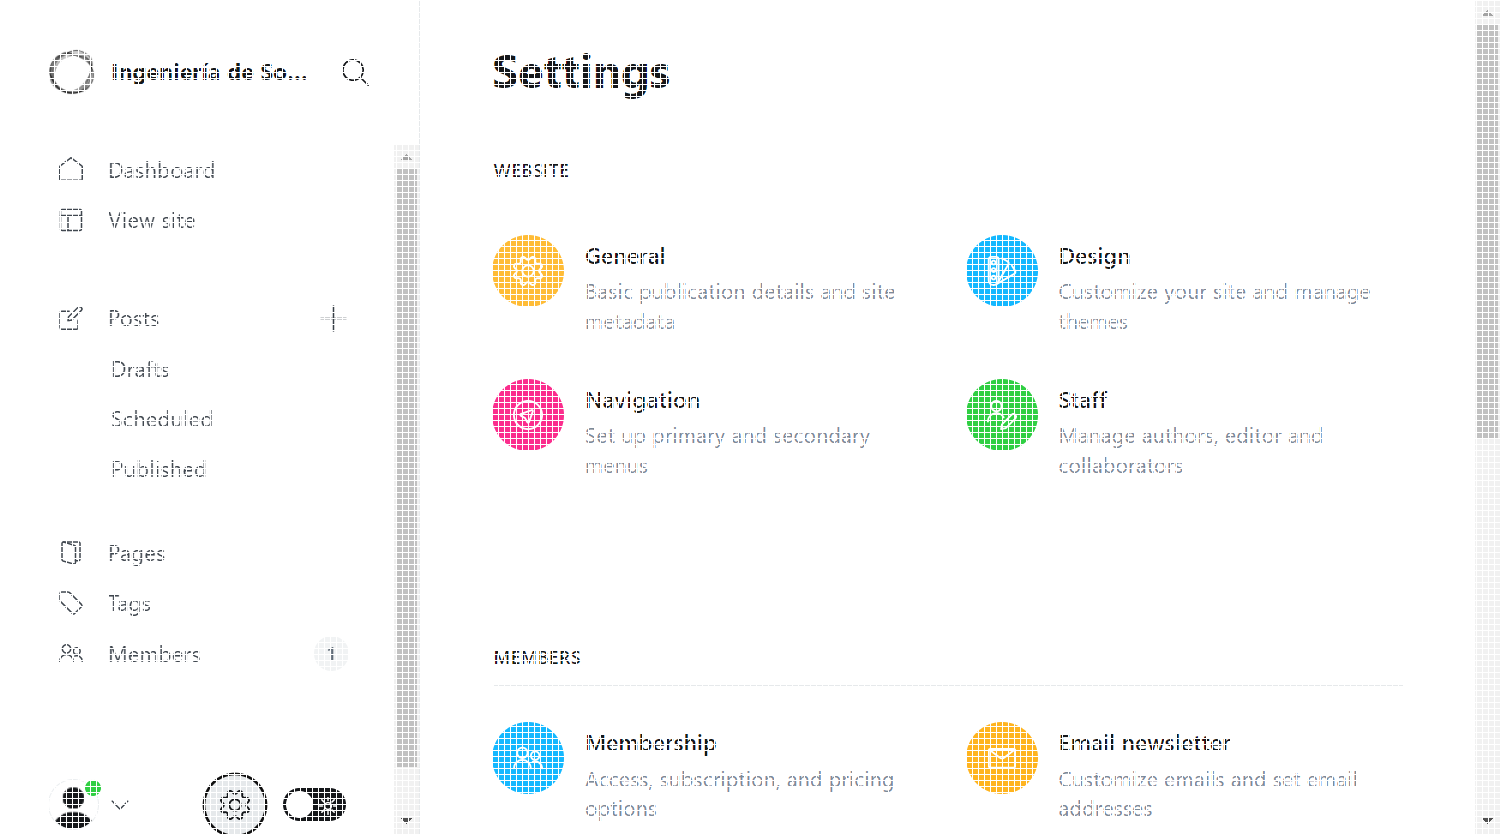 Ingeniería de So...
Dashboard
View site
Posts
Drafts
Scheduled
Published
Pages
Tags
Members
1
Settings
WEBSITE
General
Basic publication details and site
metadata
Design
Customize your site and manage
themes
Navigation
Set up primary and secondary
menus
Staff
Manage authors, editor and
collaborators
MEMBERS
Membership
Access, subscription, and pricing
options
Email newsletter
Customize emails and set email
addresses